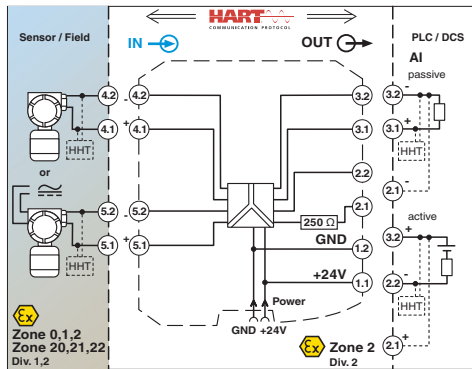 HART
COMMUNICATION PROTOCOL
Sensor / Field
IN
OUT
PLC / DCS
AI
passive
4.2
-
4.2
3.2
3.2
-
4.1
+
4.1
3.1
3.1
+
HHT
HHT
2.2
or
2.1
2.1
-
5.2
-
5.2
active
250 Ω
3.2
+
GND
1.2
5.1
+
5.1
+24V
1.1
2.2
-
HHT
HHT
Power
GND +24V
2.1
+
Ex
Zone 0,1,2
Zone 20,21,22
Div. 1,2
Ex
Zone 2
Div. 2